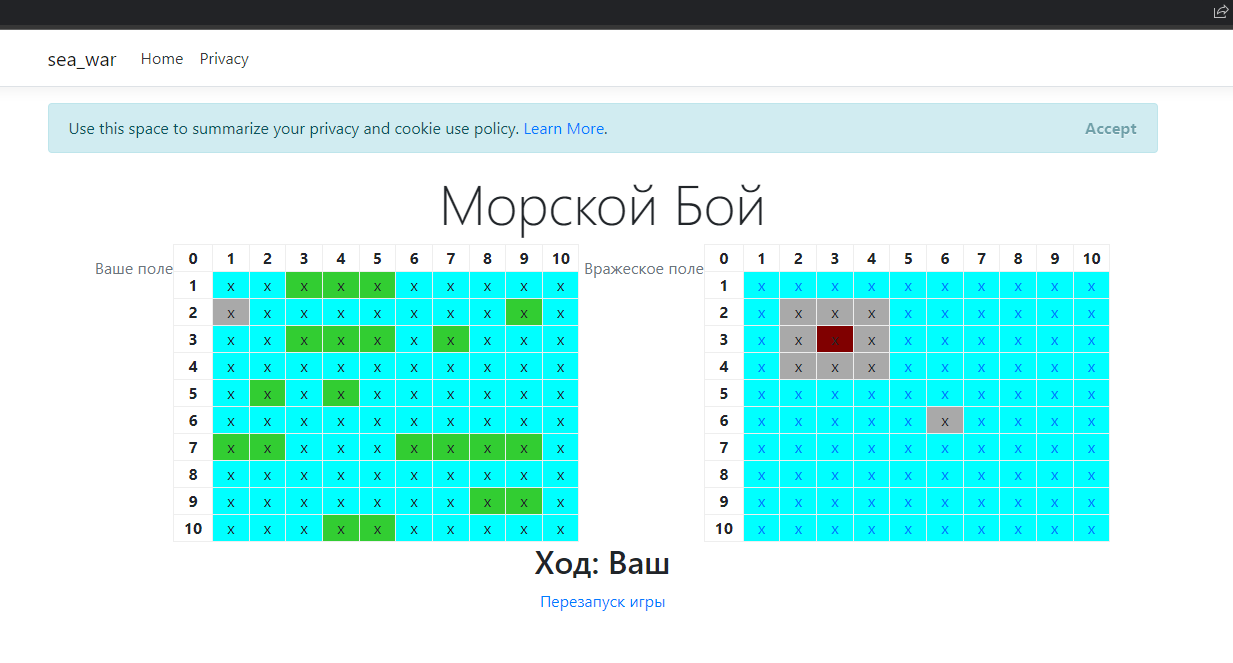 sea_war Home Privacy
Use this space to summarize your privacy and cookie use policy. Learn More. Accept
Морской Бой
Ваше поле 0 1 2 3 4 5 6 7 8 9 10 Вражеское поле 0 1 2 3 4 5 6 7 8 9 10
1 x x x x x x x x x x 1 x x x x x x x x x x
2 x x x x x x x x x x 2 x x x x x x x x x x
3 x x x x x x x x x x 3 x x x x x x x x x x
4 x x x x x x x x x x 4 x x x x x x x x x x
5 x x x x x x x x x x 5 x x x x x x x x x x
6 x x x x x x x x x x 6 x x x x x x x x x x
7 x x x x x x x x x x 7 x x x x x x x x x x
8 x x x x x x x x x x 8 x x x x x x x x x x
9 x x x x x x x x x x 9 x x x x x x x x x x
10 x x x x x x x x x x 10 x x x x x x x x x x
Ход: Ваш
Перезапуск игры